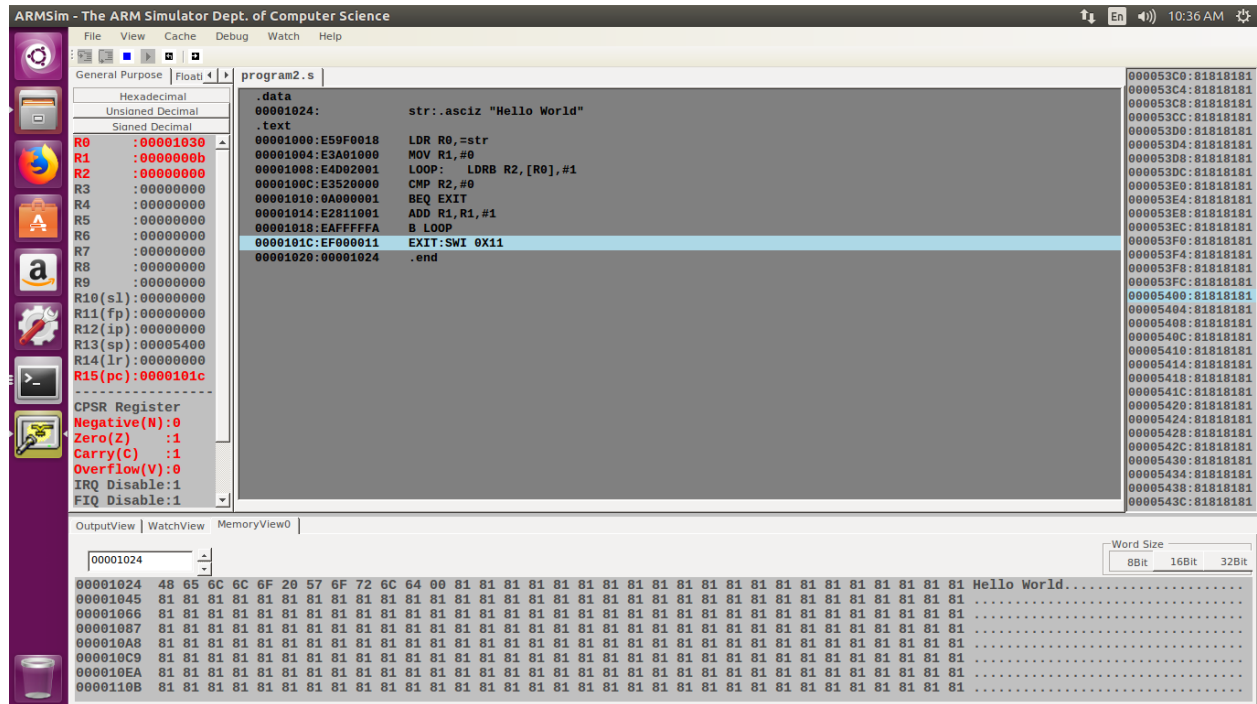 ARMSim - The ARM Simulator Dept. of Computer Science
En 10:36 AM
File View Cache Debug Watch Help
General Purpose Floati
program2.s
Hexadecimal
Unsigned Decimal
Signed Decimal
R0 :00001030
R1 :0000000b
R2 :00000000
R3 :00000000
R4 :00000000
R5 :00000000
R6 :00000000
R7 :00000000
R8 :00000000
R9 :00000000
R10(sl):00000000
R11(fp):00000000
R12(ip):00000000
R13(sp):00005400
R14(lr):00000000
R15(pc):0000101c
------------------
CPSR Register
Negative(N):0
Zero(Z) :1
Carry(C) :1
Overflow(V):0
IRQ Disable:1
FIQ Disable:1
.data
00001024: str:.asciz "Hello World"
.text
00001000:E59F0018 LDR R0,=str
00001004:E3A01000 MOV R1,#0
00001008:E4D02001 LOOP: LDRB R2,[R0],#1
0000100C:E3520000 CMP R2,#0
00001010:0A000001 BEQ EXIT
00001014:E2811001 ADD R1,R1,#1
00001018:EAFFFFFA B LOOP
0000101C:EF000011 EXIT:SWI 0X11
00001020:00001024 .end
000053C0:81818181
000053C4:81818181
000053C8:81818181
000053CC:81818181
000053D0:81818181
000053D4:81818181
000053D8:81818181
000053DC:81818181
000053E0:81818181
000053E4:81818181
000053E8:81818181
000053EC:81818181
000053F0:81818181
000053F4:81818181
000053F8:81818181
000053FC:81818181
00005400:81818181
00005404:81818181
00005408:81818181
0000540C:81818181
00005410:81818181
00005414:81818181
00005418:81818181
0000541C:81818181
00005420:81818181
00005424:81818181
00005428:81818181
0000542C:81818181
00005430:81818181
00005434:81818181
00005438:81818181
0000543C:81818181
OutputView WatchView MemoryView0
00001024
Word Size
8Bit 16Bit 32Bit
00001024 48 65 6C 6C 6F 20 57 6F 72 6C 64 00 81 81 81 81 81 81 81 81 81 81 81 81 81 81 81 81 81 81 81 81 81 Hello World......................
00001045 81 81 81 81 81 81 81 81 81 81 81 81 81 81 81 81 81 81 81 81 81 81 81 81 81 81 81 81 81 81 81 81 81 .................................
00001066 81 81 81 81 81 81 81 81 81 81 81 81 81 81 81 81 81 81 81 81 81 81 81 81 81 81 81 81 81 81 81 81 81 .................................
00001087 81 81 81 81 81 81 81 81 81 81 81 81 81 81 81 81 81 81 81 81 81 81 81 81 81 81 81 81 81 81 81 81 81 .................................
000010A8 81 81 81 81 81 81 81 81 81 81 81 81 81 81 81 81 81 81 81 81 81 81 81 81 81 81 81 81 81 81 81 81 81 .................................
000010C9 81 81 81 81 81 81 81 81 81 81 81 81 81 81 81 81 81 81 81 81 81 81 81 81 81 81 81 81 81 81 81 81 81 .................................
000010EA 81 81 81 81 81 81 81 81 81 81 81 81 81 81 81 81 81 81 81 81 81 81 81 81 81 81 81 81 81 81 81 81 81 .................................
0000110B 81 81 81 81 81 81 81 81 81 81 81 81 81 81 81 81 81 81 81 81 81 81 81 81 81 81 81 81 81 81 81 81 81 .................................